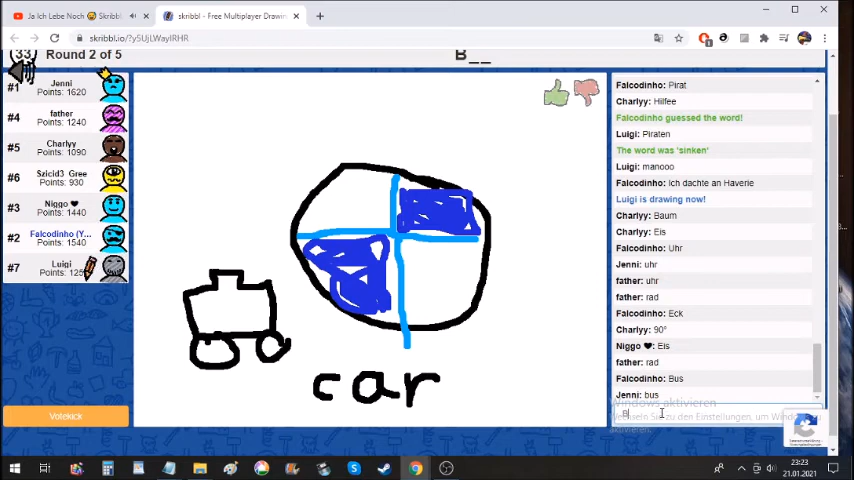 Ja Ich Lebe Noch 😂 Skribbl
skribbl - Free Multiplayer Drawin
skribbl.io/?y5UjLWayIRHR
33
Round 2 of 5
B__
#1 Jenni
Points: 1620
#4 father
Points: 1240
#5 Charlyy
Points: 1090
#6 Szicid3 Gree
Points: 930
#3 Niggo ❤
Points: 1440
#2 Falcodinho (Y...
Points: 1540
#7 Luigi
Points: 125
Votekick
car
Falcodinho: Pirat
Charlyy: Hilfee
Falcodinho guessed the word!
Luigi: Piraten
The word was 'sinken'
Luigi: manooo
Falcodinho: Ich dachte an Haverie
Luigi is drawing now!
Charlyy: Baum
Charlyy: Eis
Falcodinho: Uhr
Jenni: uhr
father: uhr
father: rad
Falcodinho: Eck
Charlyy: 90°
Niggo ❤: Eis
father: rad
Falcodinho: Bus
Jenni: bus
Windows aktivieren
B
Wechseln Sie zu den Einstellungen, um Windows zu
aktivieren.
23:23
21.01.2021